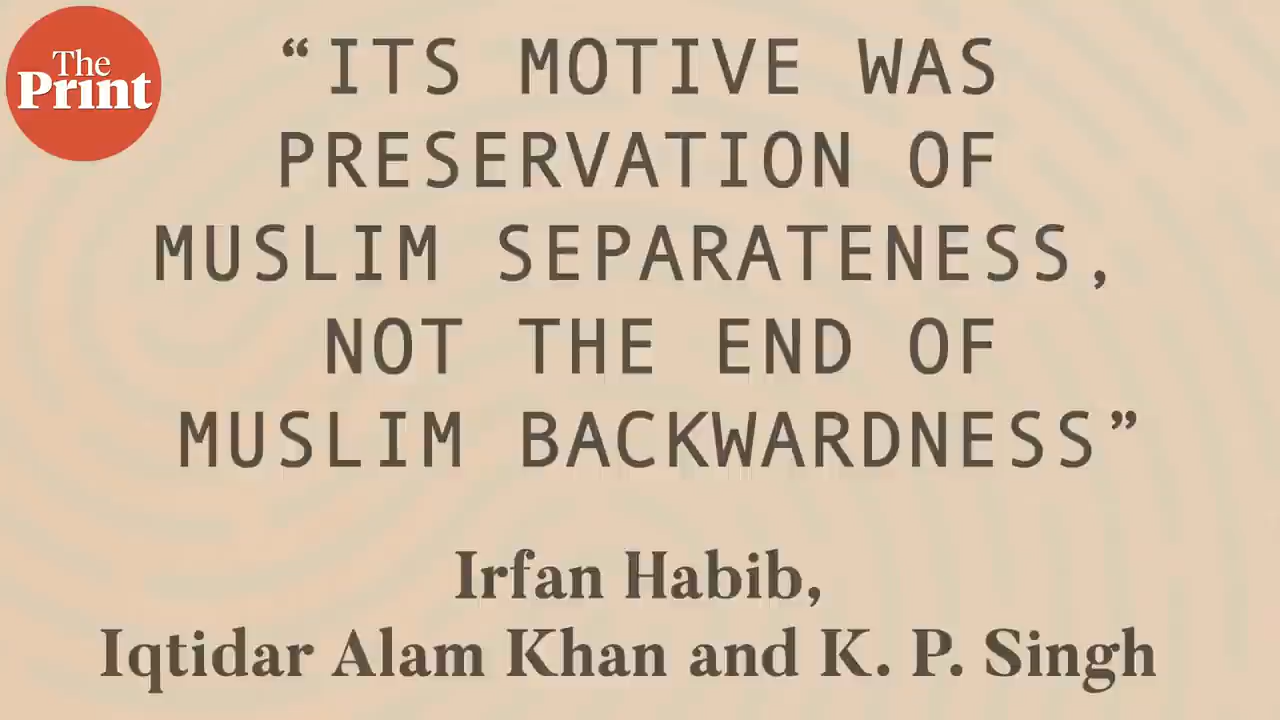 The
Print
“ITS MOTIVE WAS
PRESERVATION OF
MUSLIM SEPARATENESS,
NOT THE END OF
MUSLIM BACKWARDNESS”
Irfan Habib,
Iqtidar Alam Khan and K. P. Singh